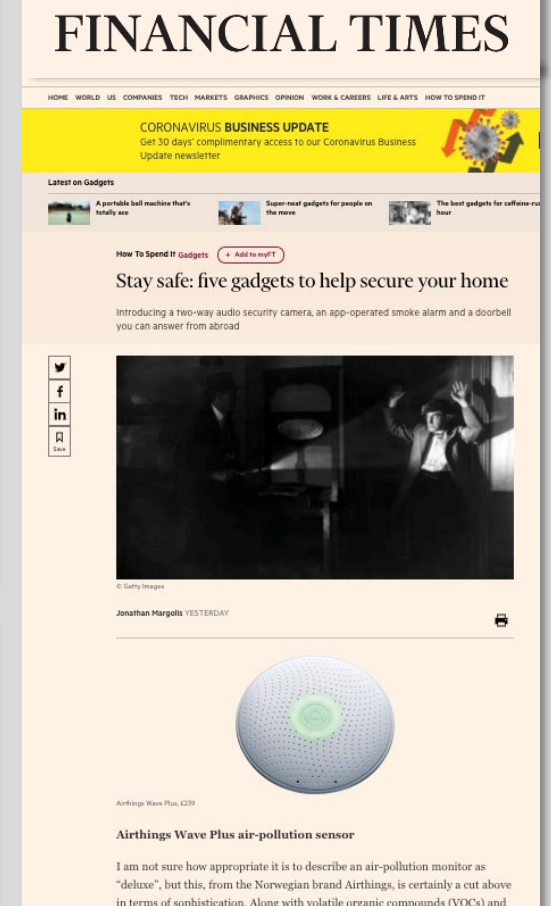 FINANCIAL TIMES
HOME WORLD US COMPANIES TECH MARKETS GRAPHICS OPINION WORK & CAREERS LIFE & ARTS HOW TO SPEND IT
CORONAVIRUS BUSINESS UPDATE
Get 30 days' complimentary access to our Coronavirus Business
Update newsletter
Latest on Gadgets
A portable ball machine that's
totally ace
Super-neat gadgets for people on
the move
The best gadgets for caffeine-ru
hour
How To Spend It Gadgets + Add to myFT
Stay safe: five gadgets to help secure your home
Introducing a two-way audio security camera, an app-operated smoke alarm and a doorbell
you can answer from abroad
Save
© Getty Images
Jonathan Margolis YESTERDAY
Airthings Wave Plus, £239
Airthings Wave Plus air-pollution sensor
I am not sure how appropriate it is to describe an air-pollution monitor as
“deluxe”, but this, from the Norwegian brand Airthings, is certainly a cut above
in terms of sophistication. Along with volatile organic compounds (VOCs) and